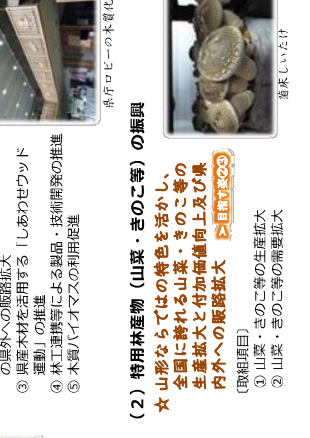 県庁ロビーの木質化
の県外への販路拡大
③ 県産木材を活用する「しあわせウッド
運動」の推進
④ 林工連携等による製品・技術開発の推進
⑤ 木質バイオマスの利用促進
菌床しいたけ
（２）特用林産物（山菜・きのこ等）の振興
☆ 山形ならではの特色を活かし、
全国に誇れる山菜・きのこ等の
生産拡大と付加価値向上及び県
内外への販路拡大
〔取組項目〕
① 山菜・きのこ等の生産拡大
② 山菜・きのこ等の需要拡大